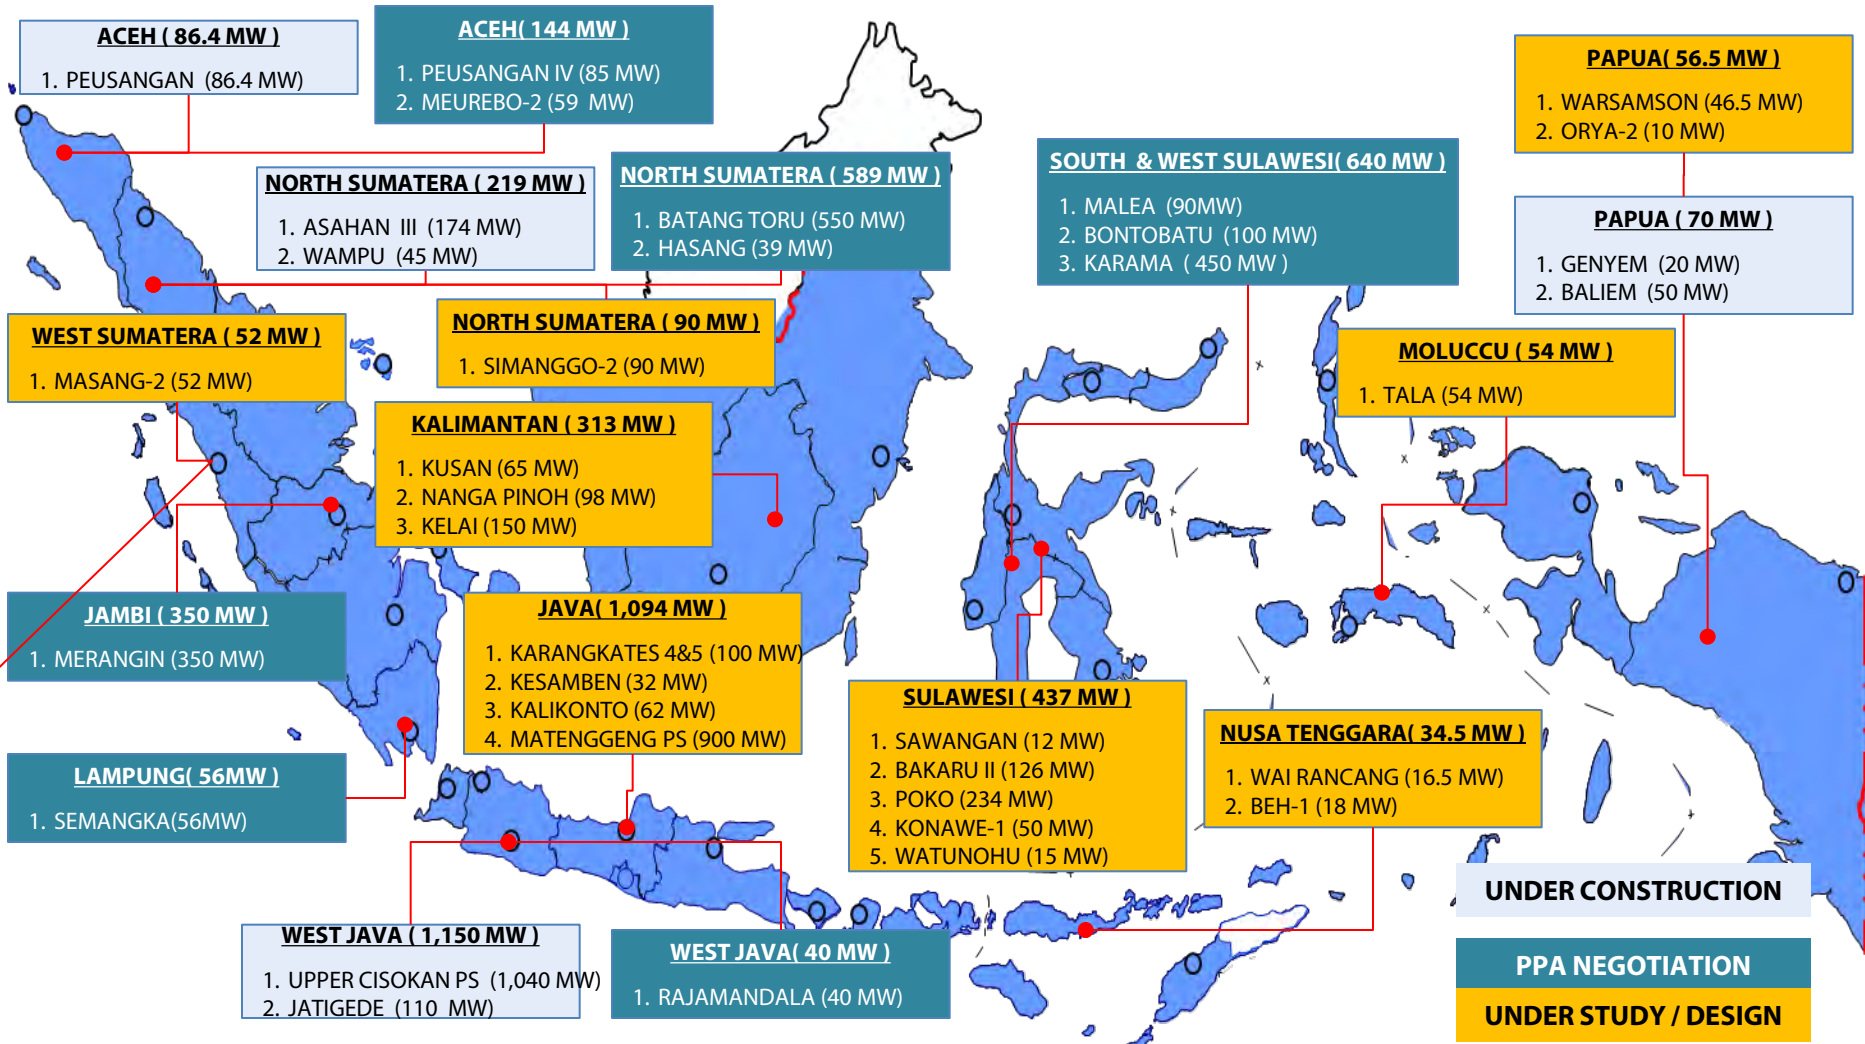 ACEH ( 86.4 MW )
1. PEUSANGAN (86.4 MW)
ACEH( 144 MW )
1. PEUSANGAN IV (85 MW)
2. MEUREBO-2 (59 MW)
PAPUA( 56.5 MW )
1. WARSAMSON (46.5 MW)
2. ORYA-2 (10 MW)
NORTH SUMATERA ( 219 MW )
1. ASAHAN III (174 MW)
2. WAMPU (45 MW)
NORTH SUMATERA ( 589 MW )
1. BATANG TORU (550 MW)
2. HASANG (39 MW)
SOUTH & WEST SULAWESI( 640 MW )
1. MALEA (90MW)
2. BONTOBATU (100 MW)
3. KARAMA ( 450 MW )
PAPUA ( 70 MW )
1. GENYEM (20 MW)
2. BALIEM (50 MW)
WEST SUMATERA ( 52 MW )
1. MASANG-2 (52 MW)
NORTH SUMATERA ( 90 MW )
1. SIMANGGO-2 (90 MW)
MOLUCCU ( 54 MW )
1. TALA (54 MW)
KALIMANTAN ( 313 MW )
1. KUSAN (65 MW)
2. NANGA PINOH (98 MW)
3. KELAI (150 MW)
JAMBI ( 350 MW )
1. MERANGIN (350 MW)
JAVA( 1,094 MW )
1. KARANGKATES 4&5 (100 MW)
2. KESAMBEN (32 MW)
3. KALIKONTO (62 MW)
4. MATENGGENG PS (900 MW)
SULAWESI ( 437 MW )
1. SAWANGAN (12 MW)
2. BAKARU II (126 MW)
3. POKO (234 MW)
4. KONAWE-1 (50 MW)
5. WATUNOHU (15 MW)
NUSA TENGGARA( 34.5 MW )
1. WAI RANCANG (16.5 MW)
2. BEH-1 (18 MW)
LAMPUNG( 56MW )
1. SEMANGKA(56MW)
WEST JAVA ( 1,150 MW )
1. UPPER CISOKAN PS (1,040 MW)
2. JATIGEDE (110 MW)
WEST JAVA( 40 MW )
1. RAJAMANDALA (40 MW)
UNDER CONSTRUCTION
PPA NEGOTIATION
UNDER STUDY / DESIGN